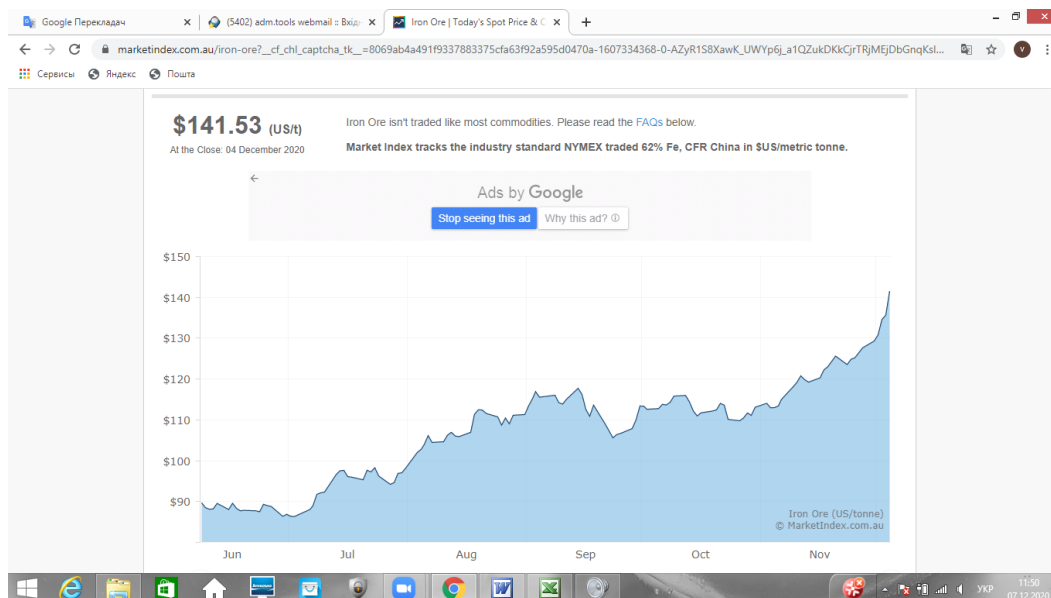 Google Перекладач
(5402) adm.tools webmail :: Вхідн
Iron Ore | Today's Spot Price & C
marketindex.com.au/iron-ore?__cf_chl_captcha_tk__=8069ab4a491f9337883375cfa63f92a595d0470a-1607334368-0-AZyR1S8XawK_UWYp6j_a1QZukDKkCjrTRjMEjDbGnqKsl...
V
Сервисы Яндекс Пошта
$141.53 (US/t)
At the Close: 04 December 2020
Iron Ore isn't traded like most commodities. Please read the FAQs below.
Market Index tracks the industry standard NYMEX traded 62% Fe, CFR China in $US/metric tonne.
Ads by Google
Stop seeing this ad Why this ad?
$150
$140
$130
$120
$110
$100
$90
Iron Ore (US/tonne)
© MarketIndex.com.au
Jun Jul Aug Sep Oct Nov
УКР
11:50
07.12.2020